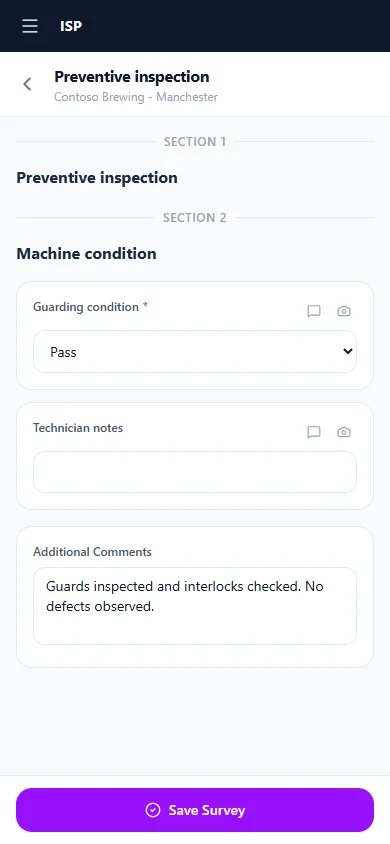 ISP
Preventive inspection
Contoso Brewing - Manchester
SECTION 1
Preventive inspection
SECTION 2
Machine condition
Guarding condition *
Pass
Technician notes
Additional Comments
Guards inspected and interlocks checked. No
defects observed.
Save Survey